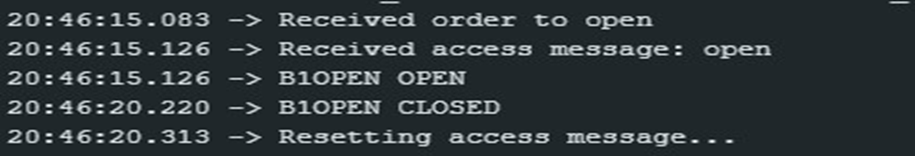 20:46:15.083 -> Received order to open
20:46:15.126 -> Received access message: open
20:46:15.126 -> B1OPEN OPEN
20:46:20.220 -> B1OPEN CLOSED
20:46:20.313 -> Resetting access message...